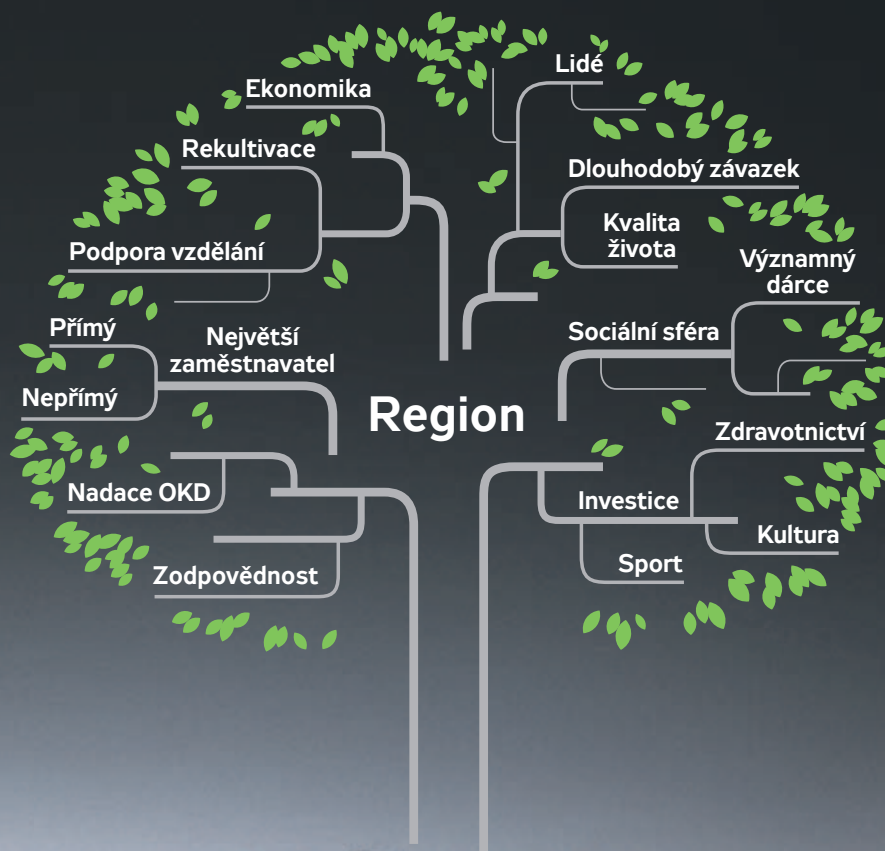 Lidé
Ekonomika
Rekultivace
Dlouhodobý závazek
Kvalita
života
Podpora vzdělání
Významný
dárce
Přímý
Největší
zaměstnavatel
Sociální sféra
Nepřímý
Region
Zdravotnictví
Nadace OKD
Investice
Kultura
Sport
Zodpovědnost